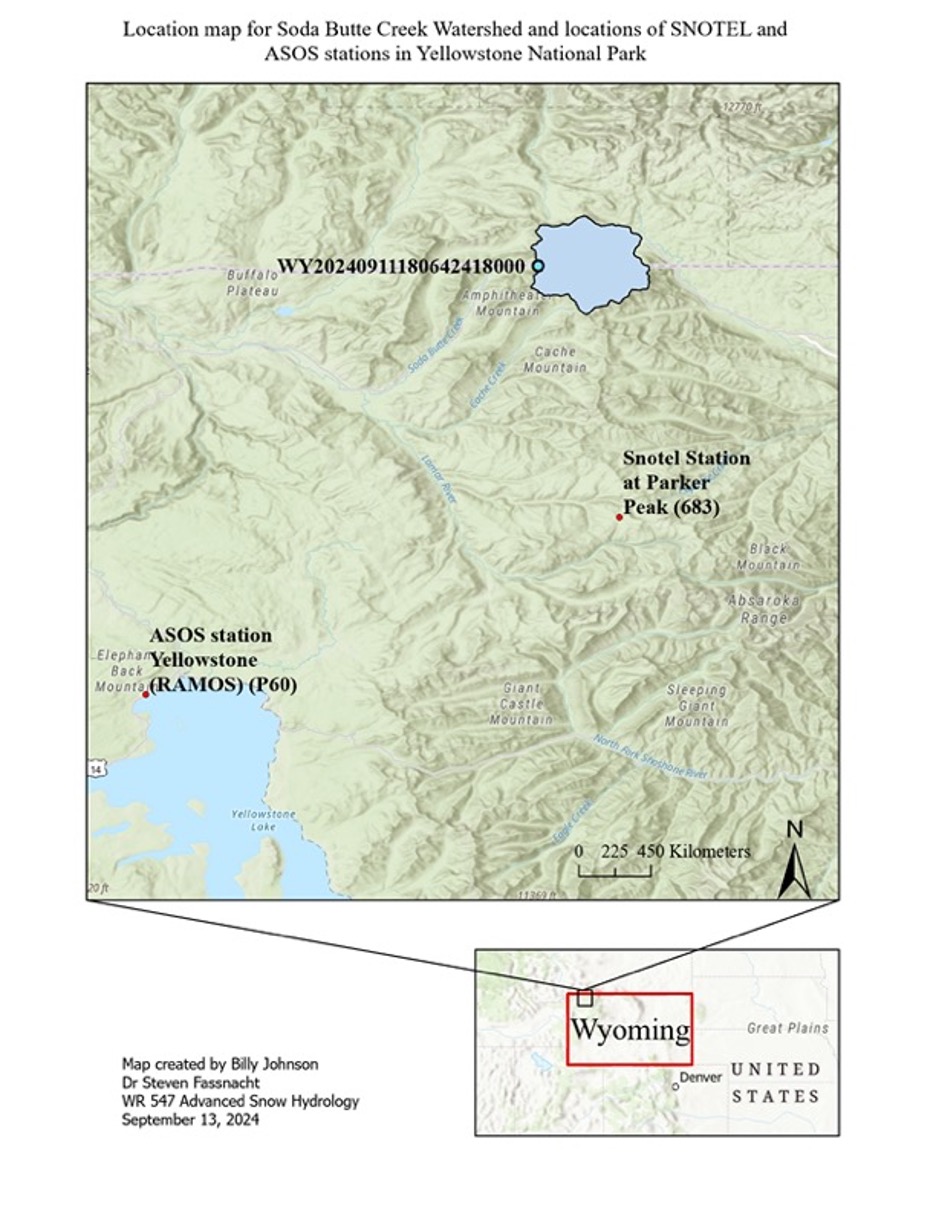 Location map for Soda Butte Creek Watershed and locations of SNOTEL and
ASOS stations in Yellowstone National Park
12770 ft
WY20240911180642418000
Buffalo
Plateau
Amphitheat
Mountain
Soda Butte Creek
Cache
Mountain
Cache Creek
Lamar River
Snotel Station
at Parker
Peak (683)
Black
Mountain
Absaroka
Range
ASOS station
Yellowstone
(RAMOS) (P60)
Elephan
Back
Mounta
Giant
Castle
Mountain
Sleeping
Giant
Mountain
North Fork Shoshone River
14
Yellowstone
Lake
Eagle Creek
N
0 225 450 Kilometers
20 ft
11369 ft
Wyoming
Great Plains
Denver
UNITED
STATES
Map created by Billy Johnson
Dr Steven Fassnacht
WR 547 Advanced Snow Hydrology
September 13, 2024